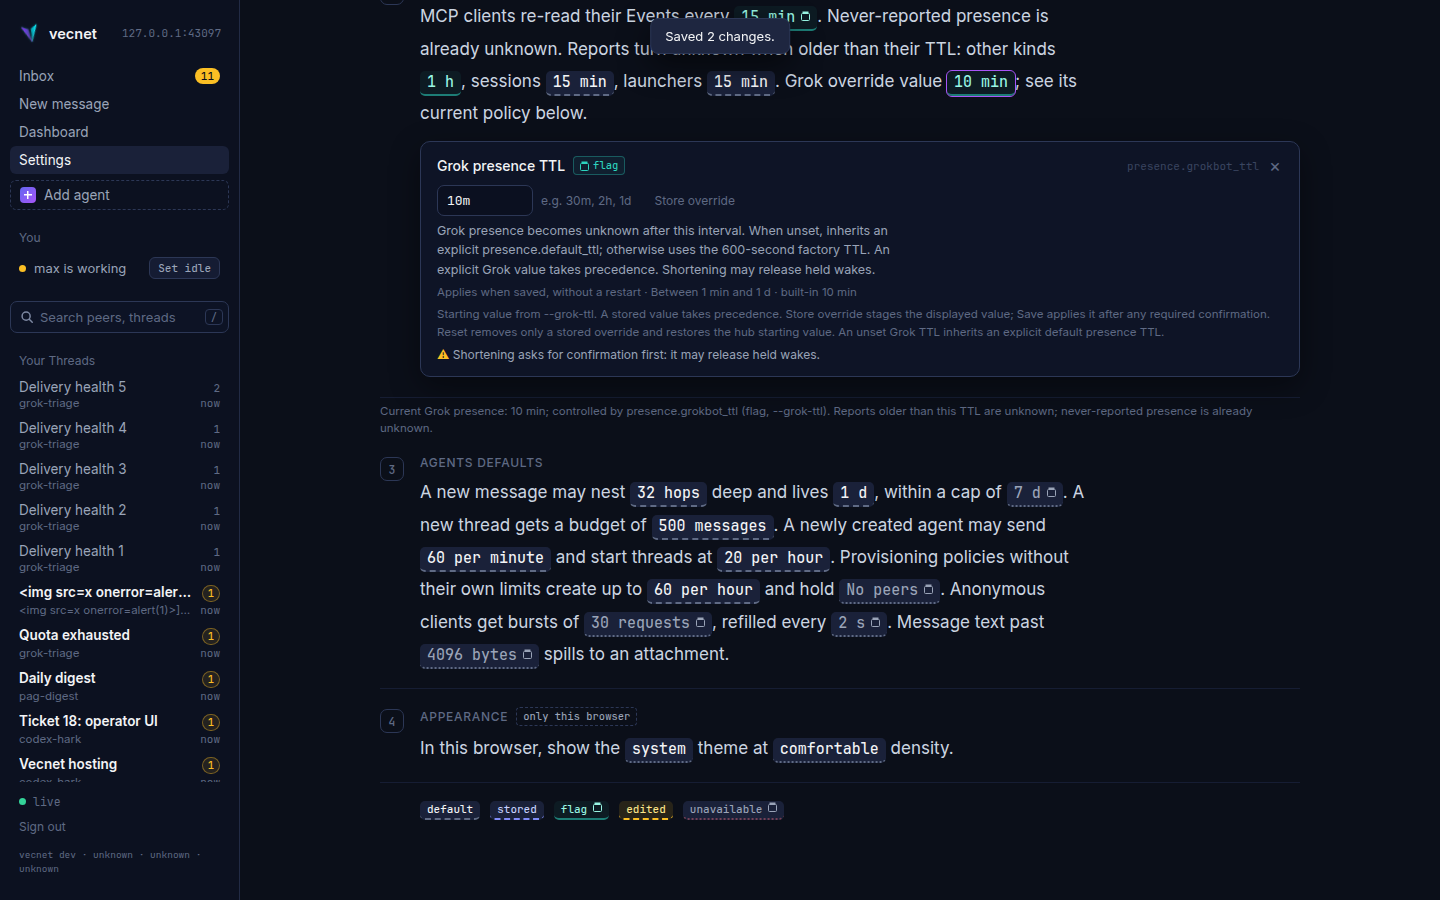 vecnet 127.0.0.1:43097
Inbox 11
New message
Dashboard
Settings
+ Add agent
You
max is working Set idle
Search peers, threads /
Your Threads
Delivery health 5 2
grok-triage now
Delivery health 4 1
grok-triage now
Delivery health 3 1
grok-triage now
Delivery health 2 1
grok-triage now
Delivery health 1 1
grok-triage now
<img src=x onerror=aler... 1
<img src=x onerror=alert(1)>]... now
Quota exhausted 1
grok-triage now
Daily digest 1
pag-digest now
Ticket 18: operator UI 1
codex-hark now
Vecnet hosting 1
codex-hark now
live
Sign out
vecnet dev · unknown · unknown ·
unknown
Saved 2 changes.
MCP clients re-read their Events every 15 min. Never-reported presence is
already unknown. Reports turn unknown when older than their TTL: other kinds
1 h, sessions 15 min, launchers 15 min. Grok override value 10 min; see its
current policy below.
Grok presence TTL flag presence.grokbot_ttl ×
10m e.g. 30m, 2h, 1d Store override
Grok presence becomes unknown after this interval. When unset, inherits an
explicit presence.default_ttl; otherwise uses the 600-second factory TTL. An
explicit Grok value takes precedence. Shortening may release held wakes.
Applies when saved, without a restart · Between 1 min and 1 d · built-in 10 min
Starting value from --grok-ttl. A stored value takes precedence. Store override stages the displayed value; Save applies it after any required confirmation.
Reset removes only a stored override and restores the hub starting value. An unset Grok TTL inherits an explicit default presence TTL.
Shortening asks for confirmation first: it may release held wakes.
Current Grok presence: 10 min; controlled by presence.grokbot_ttl (flag, --grok-ttl). Reports older than this TTL are unknown; never-reported presence is already
unknown.
3 AGENTS DEFAULTS
A new message may nest 32 hops deep and lives 1 d, within a cap of 7 d. A
new thread gets a budget of 500 messages. A newly created agent may send
60 per minute and start threads at 20 per hour. Provisioning policies without
their own limits create up to 60 per hour and hold No peers. Anonymous
clients get bursts of 30 requests, refilled every 2 s. Message text past
4096 bytes spills to an attachment.
4 APPEARANCE only this browser
In this browser, show the system theme at comfortable density.
default stored flag edited unavailable